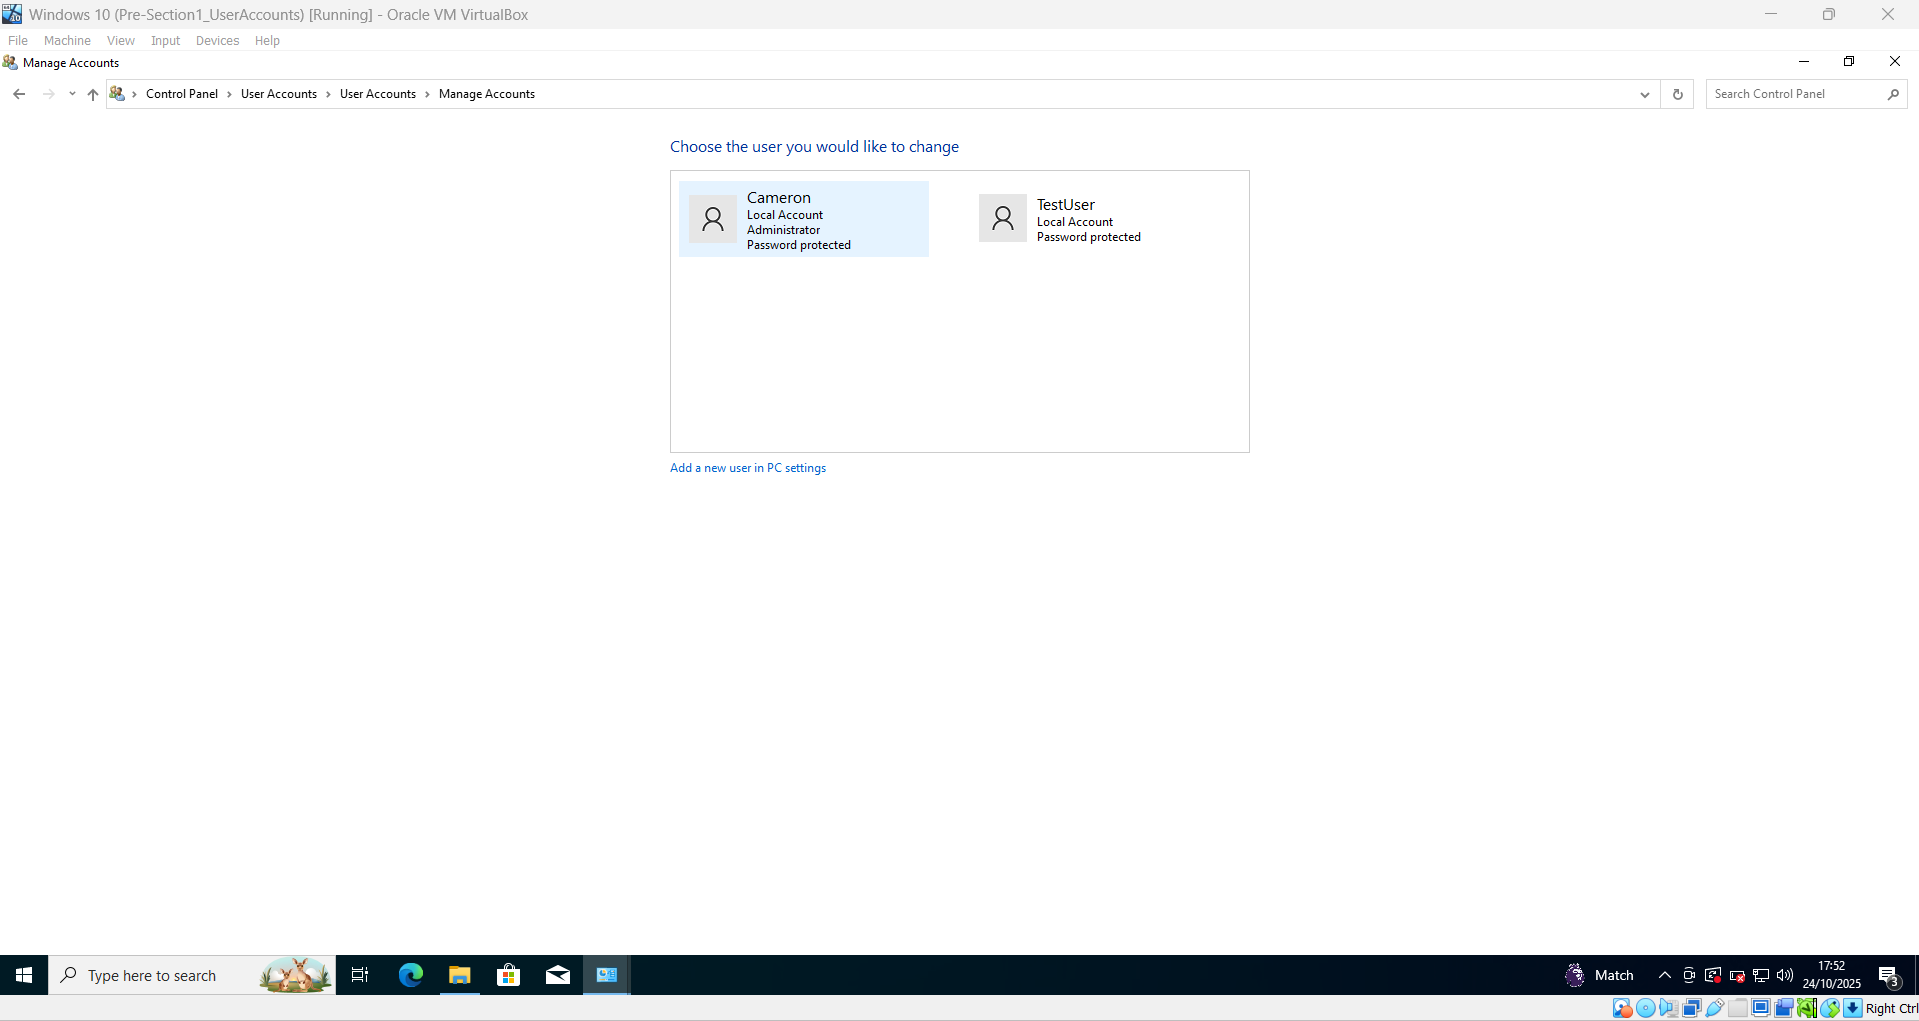 Windows 10 (Pre-Section1_UserAccounts) [Running] - Oracle VM VirtualBox
File Machine View Input Devices Help
Manage Accounts
Control Panel > User Accounts > User Accounts > Manage Accounts
Search Control Panel
Choose the user you would like to change
Cameron
Local Account
Administrator
Password protected
TestUser
Local Account
Password protected
Add a new user in PC settings
Type here to search
Match
17:52
24/10/2025
3
Right Ctrl